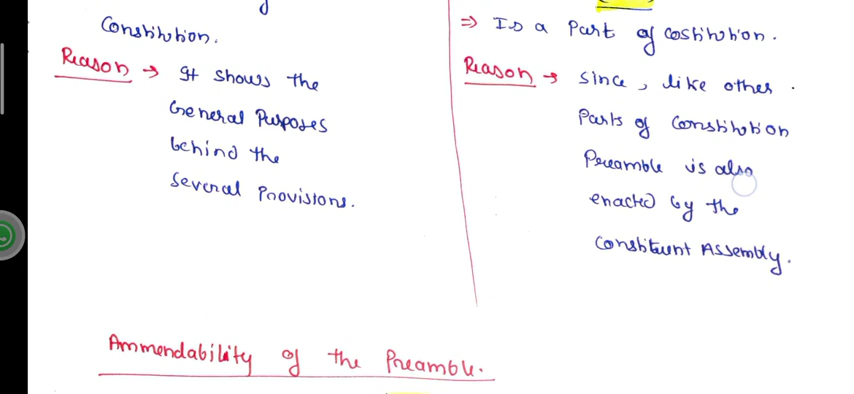 Constitution.
Reason → It shows the
General Purposes
behind the
Several Provisions.
⇒ Is a Part of Costitution.
Reason → Since, like other
Parts of Constitution
Preamble is also
enacted by the
Constituent Assembly.
Ammendability of the Preamble.